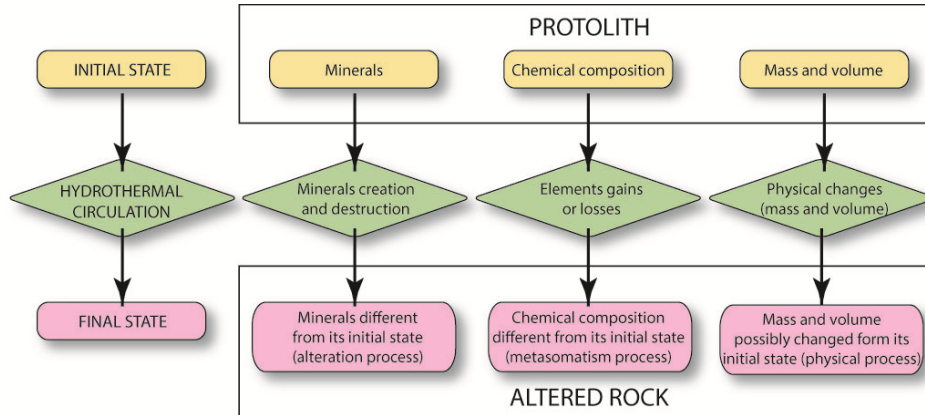 PROTOLITH
INITIAL STATE
Minerals
Chemical composition
Mass and volume
HYDROTHERMAL
CIRCULATION
Minerals creation
and destruction
Elements gains
or losses
Physical changes
(mass and volume)
FINAL STATE
Minerals different
from its initial state
(alteration process)
Chemical composition
different from its initial state
(metasomatism process)
Mass and volume
possibly changed form its
initial state (physical process)
ALTERED ROCK